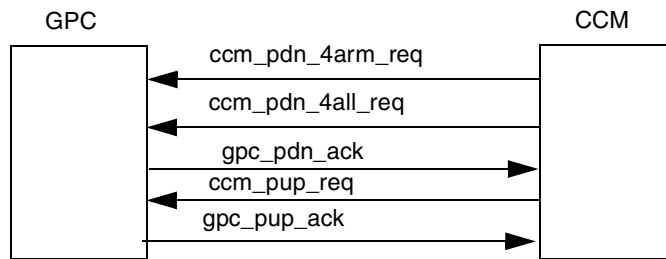 GPC
CCM
ccm_pdn_4arm_req
ccm_pdn_4all_req
gpc_pdn_ack
ccm_pup_req
gpc_pup_ack